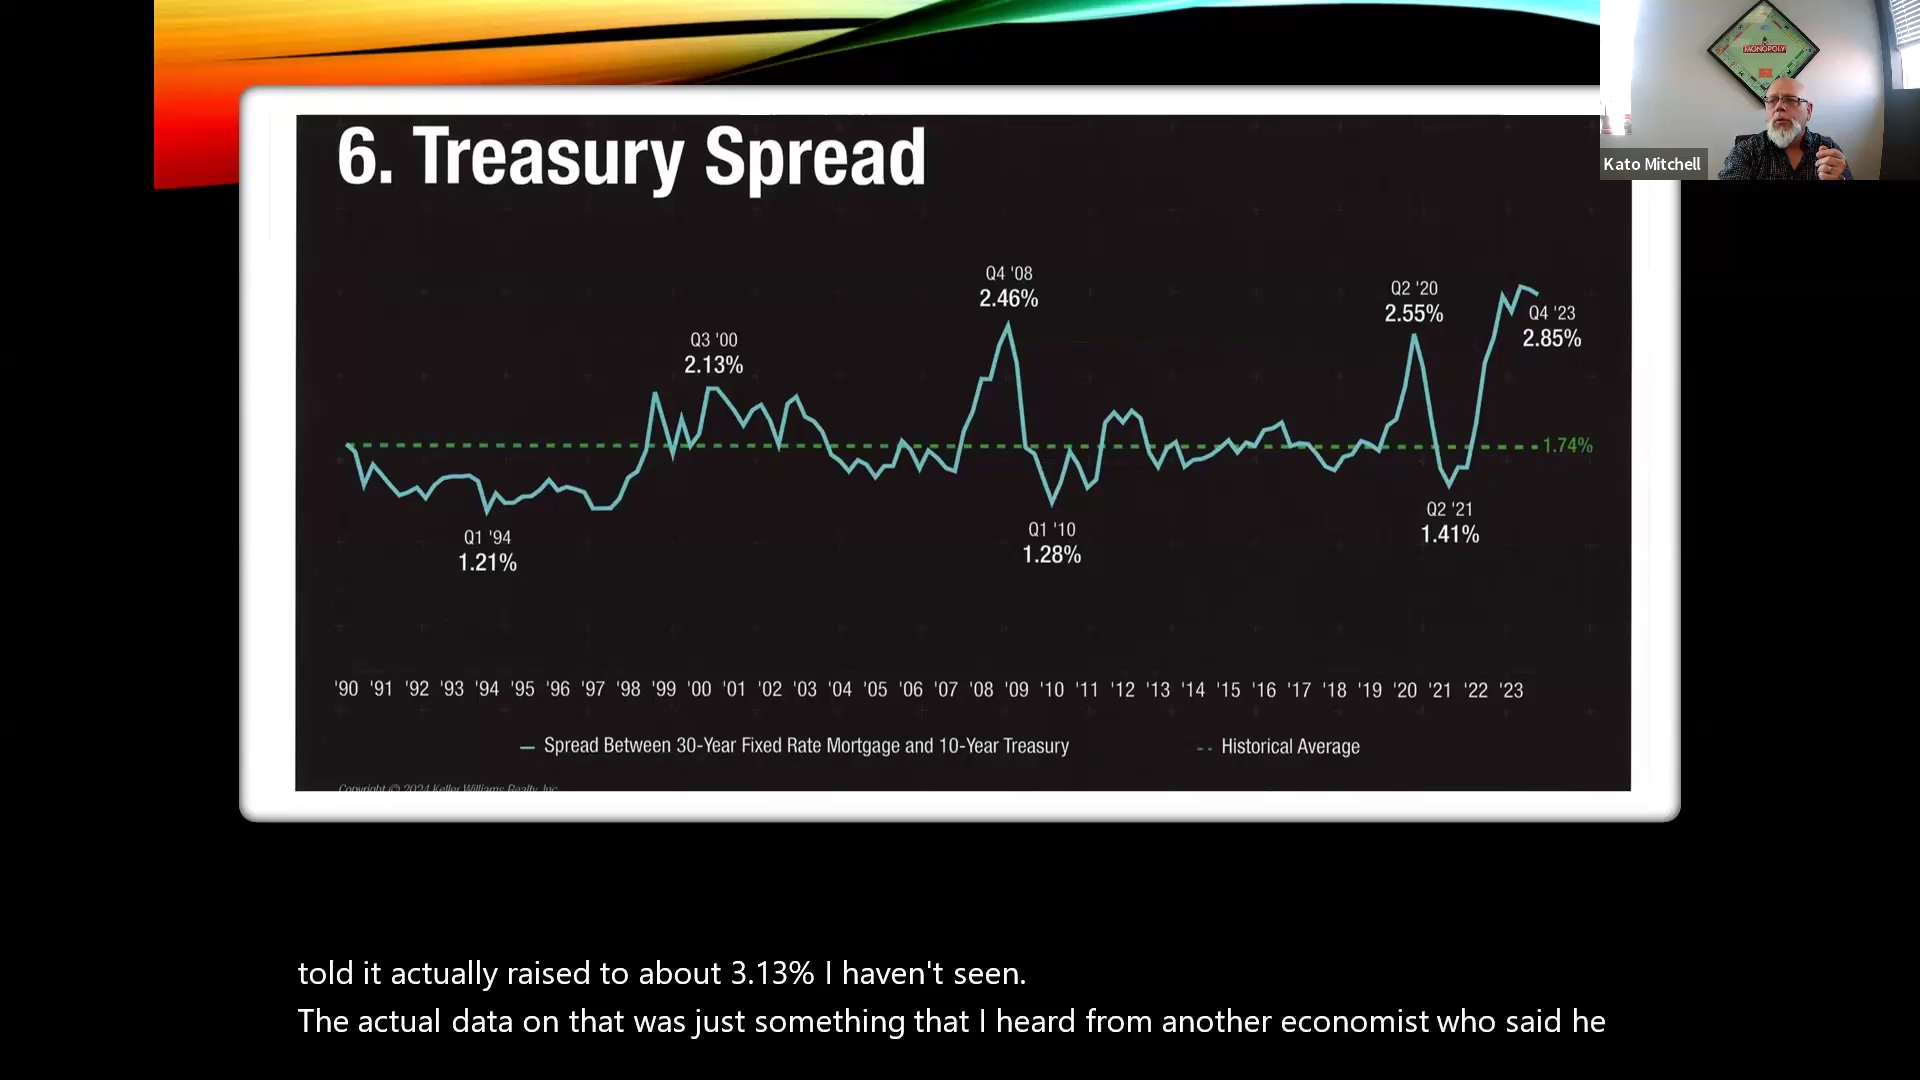 MONOPOLY
Kato Mitchell
6. Treasury Spread
Q4 '08
2.46%
Q2 '20
2.55%
Q4 '23
2.85%
Q3 '00
2.13%
1.74%
Q1 '94
1.21%
Q1 '10
1.28%
Q2 '21
1.41%
'90 '91 '92 '93 '94 '95 '96 '97 '98 '99 '00 '01 '02 '03 '04 '05 '06 '07 '08 '09 '10 '11 '12 '13 '14 '15 '16 '17 '18 '19 '20 '21 '22 '23
Spread Between 30-Year Fixed Rate Mortgage and 10-Year Treasury
Historical Average
Copyright © 2024 Keller Williams Realty, Inc.
told it actually raised to about 3.13% I haven't seen.
The actual data on that was just something that I heard from another economist who said he